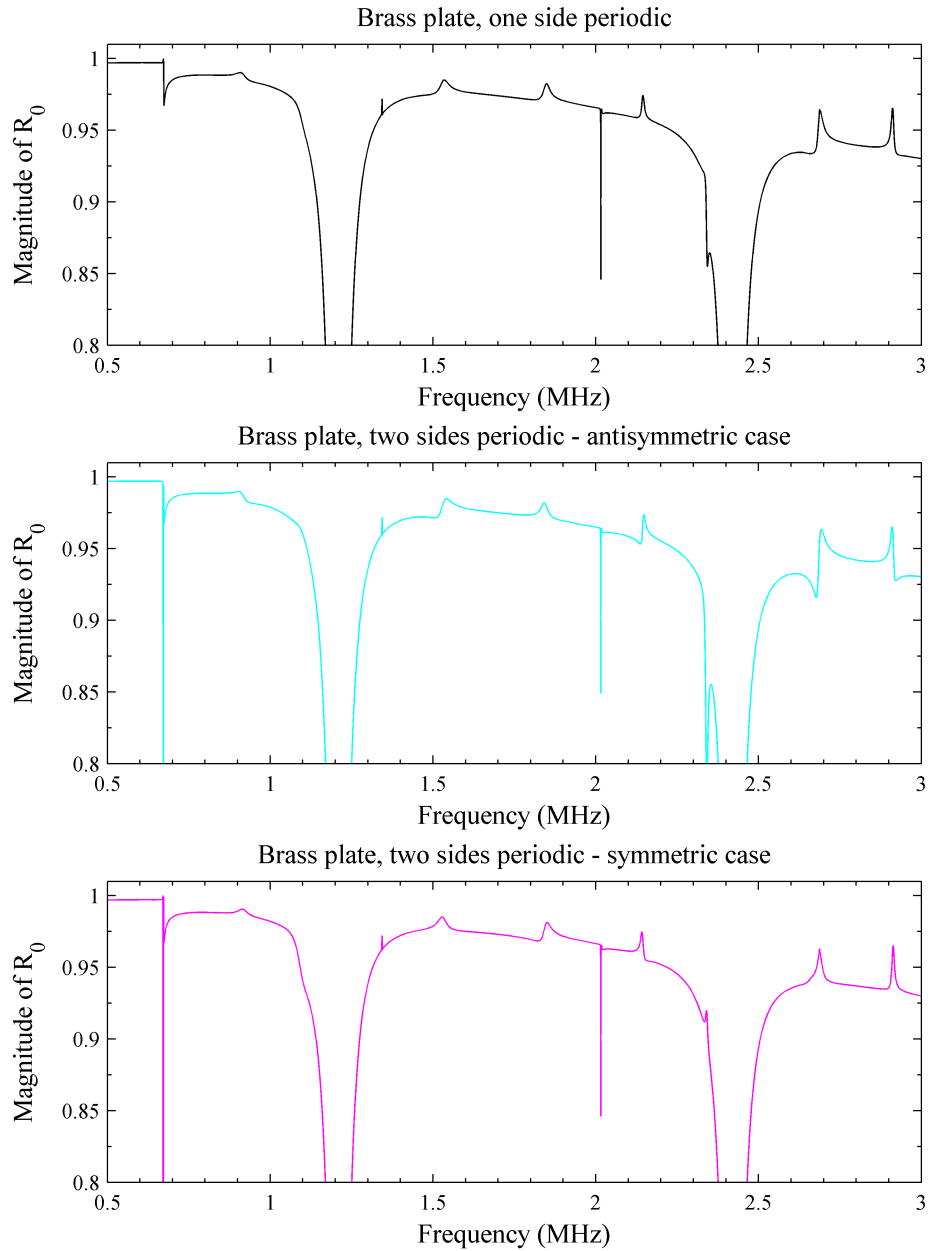 Brass plate, one side periodic
1
0.95
0.9
0.85
0.8
Magnitude of R_0
0.5 1 1.5 2 2.5 3
Frequency (MHz)
Brass plate, two sides periodic - antisymmetric case
1
0.95
0.9
0.85
0.8
Magnitude of R_0
0.5 1 1.5 2 2.5 3
Frequency (MHz)
Brass plate, two sides periodic - symmetric case
1
0.95
0.9
0.85
0.8
Magnitude of R_0
0.5 1 1.5 2 2.5 3
Frequency (MHz)